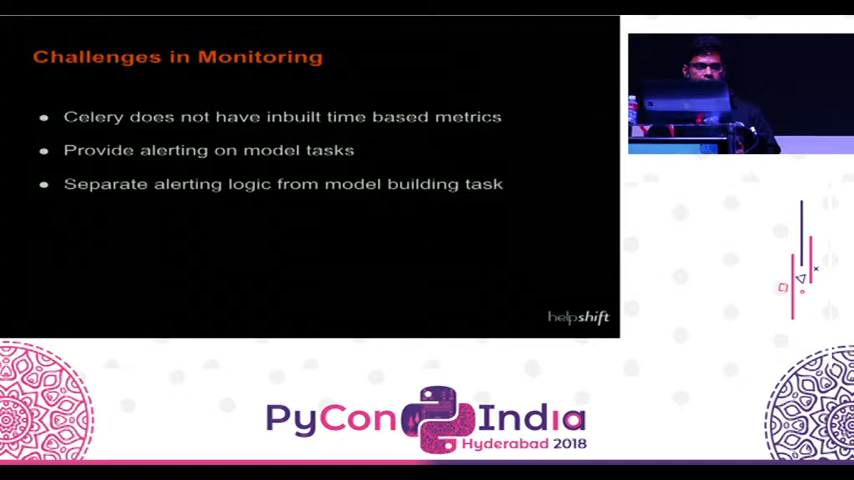 Challenges in Monitoring
● Celery does not have inbuilt time based metrics
● Provide alerting on model tasks
● Separate alerting logic from model building task
helpshift
PyCon India
Hyderabad 2018